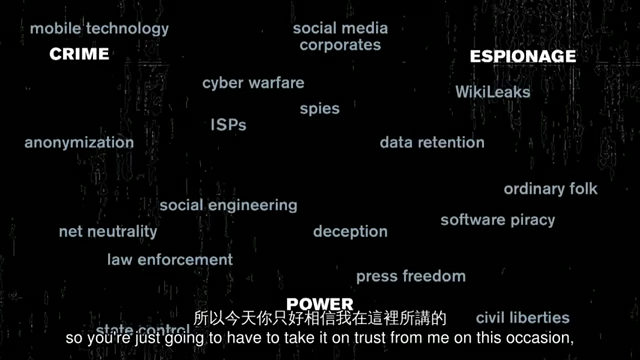 mobile technology
social media
corporates
CRIME
ESPIONAGE
cyber warfare
WikiLeaks
spies
ISPs
anonymization
data retention
ordinary folk
social engineering
software piracy
net neutrality
deception
law enforcement
press freedom
POWER
civil liberties
state control
所以今天你只好相信我在這裡所講的
so you're just going to have to take it on trust from me on this occasion,